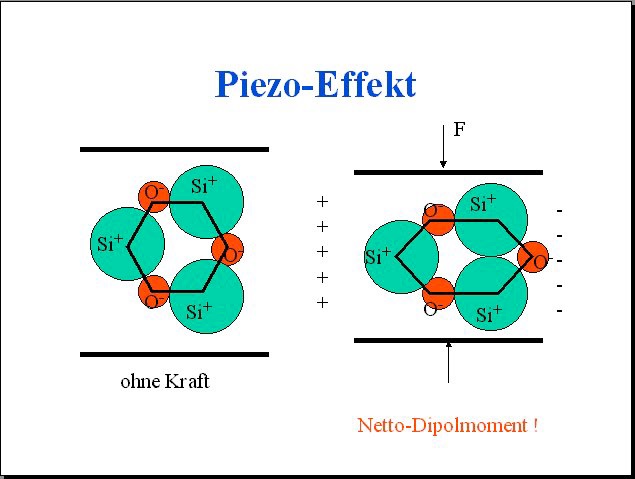 Piezo-Effekt
F
O⁻
Si⁺
Si⁺
O⁻
O⁻
Si⁺
+
+
+
+
+
O⁻
Si⁺
Si⁺
O⁻
O⁻
Si⁺
-
-
-
-
-
ohne Kraft
Netto-Dipolmoment !